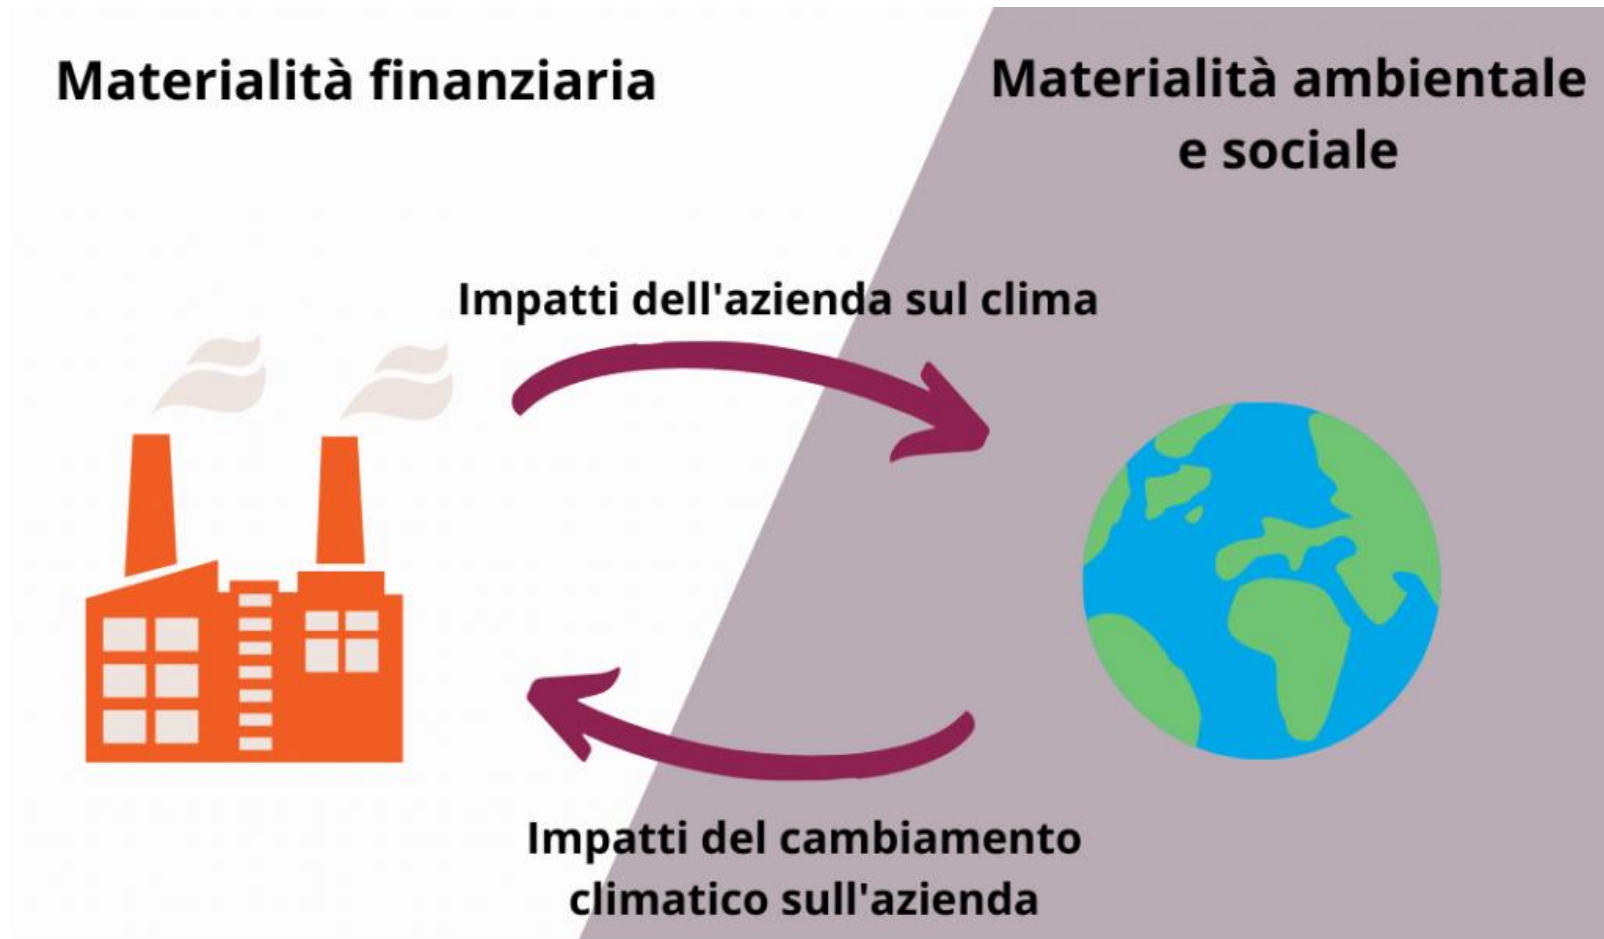 Materialità finanziaria
Materialità ambientale
e sociale
Impatti dell'azienda sul clima
Impatti del cambiamento
climatico sull'azienda